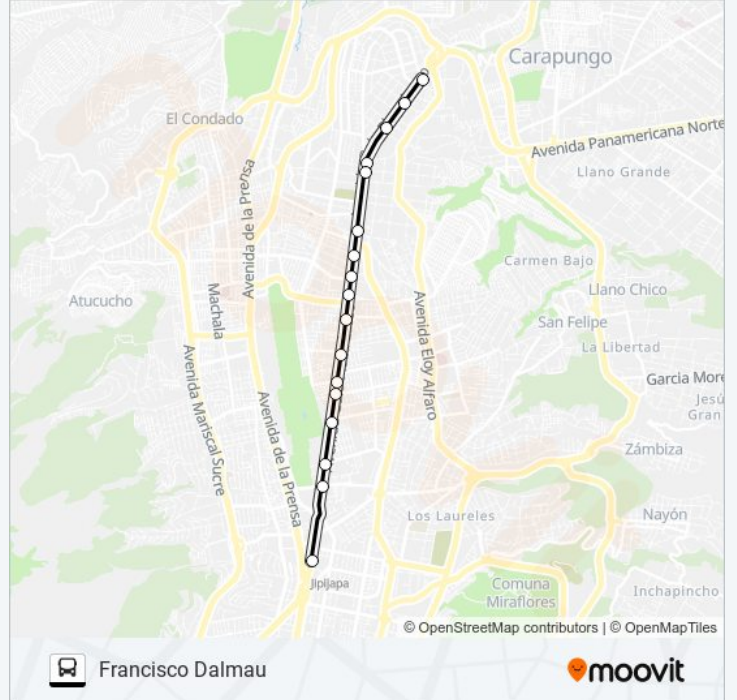 Carapungo
El Condado
Avenida Panamericana Norte
Llano Grande
Avenida de la Prensa
Carmen Bajo
Llano Chico
Atucucho
Machala
Avenida Eloy Alfaro
San Felipe
La Libertad
Avenida Mariscal Sucre
Garcia More
Jesú
Gran
Avenida de la Prensa
Zámbiza
Los Laureles
Nayón
Jipijapa
Comuna
Miraflores
Inchapincho
© OpenStreetMap contributors | © OpenMapTiles
Francisco Dalmau
moovit